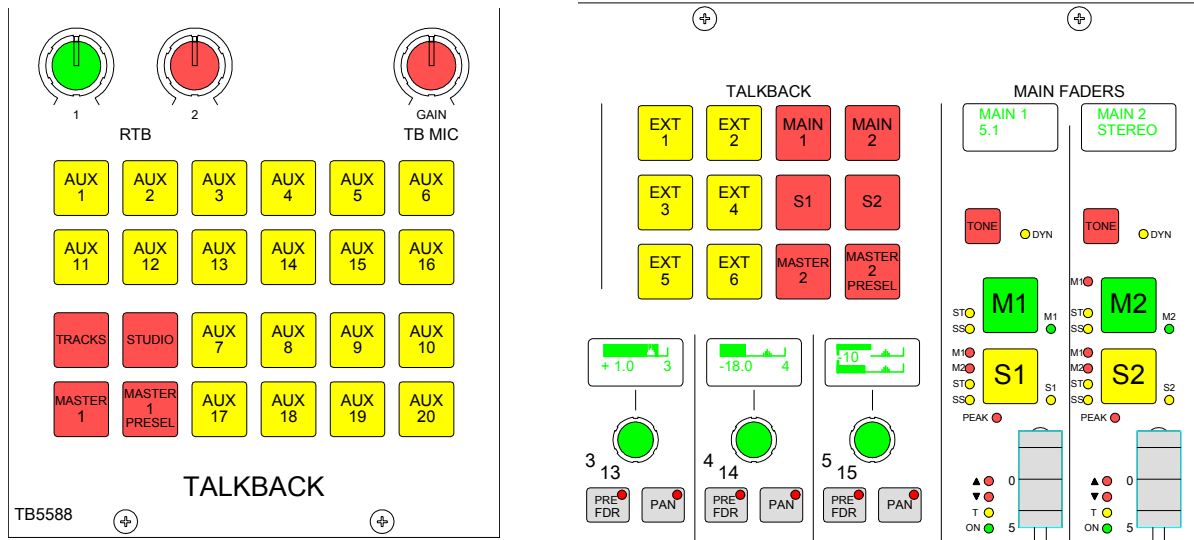 1
2
GAIN
RTB
TB MIC
AUX
1
AUX
2
AUX
3
AUX
4
AUX
5
AUX
6
AUX
11
AUX
12
AUX
13
AUX
14
AUX
15
AUX
16
TRACKS
STUDIO
AUX
7
AUX
8
AUX
9
AUX
10
MASTER
1
MASTER
1
PRESEL
AUX
17
AUX
18
AUX
19
AUX
20
TALKBACK
TB5588
TALKBACK
EXT
1
EXT
2
MAIN
1
MAIN
2
EXT
3
EXT
4
S1
S2
EXT
5
EXT
6
MASTER
2
MASTER
2
PRESEL
+ 1.0 3
-18.0 4
-10
3
13
4
14
5
15
PRE
FDR
PAN
PRE
FDR
PAN
PRE
FDR
PAN
MAIN FADERS
MAIN 1
5.1
MAIN 2
STEREO
TONE
DYN
TONE
DYN
M1
ST
SS
M1
M1
M2
ST
SS
S1
S1
PEAK
M1
ST
SS
M2
M2
M1
M2
ST
SS
S2
S2
PEAK
0
T
ON
5
0
T
ON
5